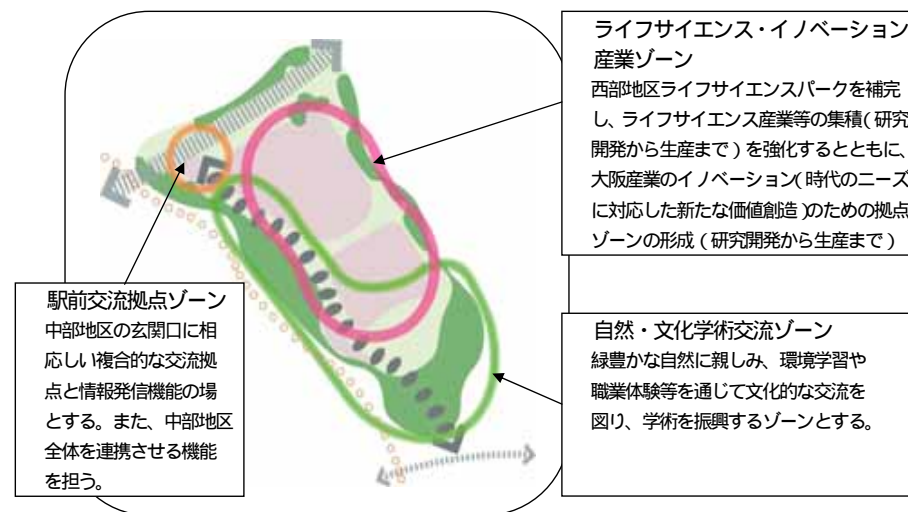 ライフサイエンス・イノベーション
産業ゾーン
西部地区ライフサイエンスパークを補完
し、ライフサイエンス産業等の集積(研究
開発から生産まで)を強化するとともに、
大阪産業のイノベーション(時代のニーズ
に対応した新たな価値創造)のための拠点
ゾーンの形成(研究開発から生産まで)
駅前交流拠点ゾーン
中部地区の玄関口に相
応しい複合的な交流拠
点と情報発信機能の場
とする。また、中部地区
全体を連携させる機能
を担う。
自然・文化学術交流ゾーン
緑豊かな自然に親しみ、環境学習や
職業体験等を通じて文化的な交流を
図り、学術を振興するゾーンとする。